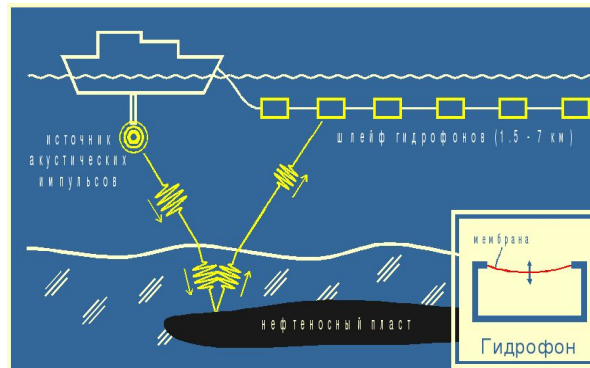 источник
акустических
импульсов
шлейф гидрофонов (1.5 - 7 км)
мембрана
нефтеносный пласт
Гидрофон